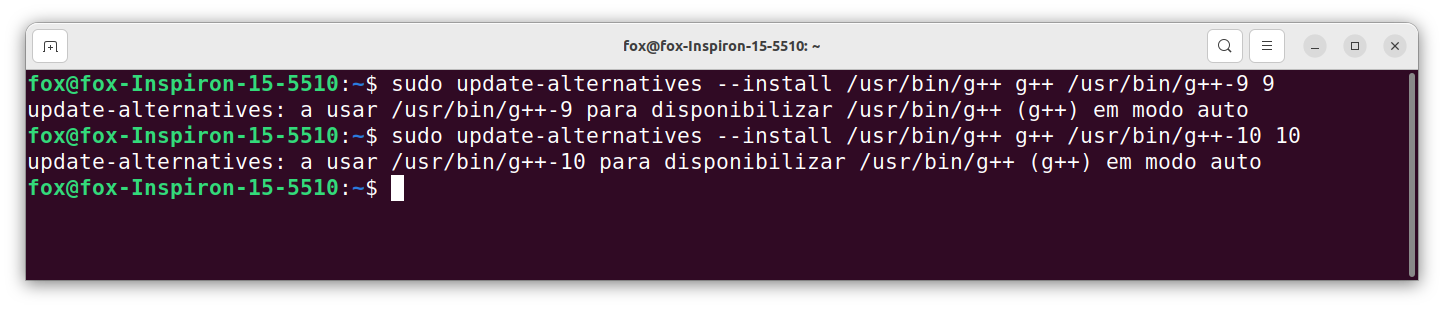 fox@fox-Inspiron-15-5510: ~
fox@fox-Inspiron-15-5510:~$ sudo update-alternatives --install /usr/bin/g++ g++ /usr/bin/g++-9 9
update-alternatives: a usar /usr/bin/g++-9 para disponibilizar /usr/bin/g++ (g++) em modo auto
fox@fox-Inspiron-15-5510:~$ sudo update-alternatives --install /usr/bin/g++ g++ /usr/bin/g++-10 10
update-alternatives: a usar /usr/bin/g++-10 para disponibilizar /usr/bin/g++ (g++) em modo auto
fox@fox-Inspiron-15-5510:~$